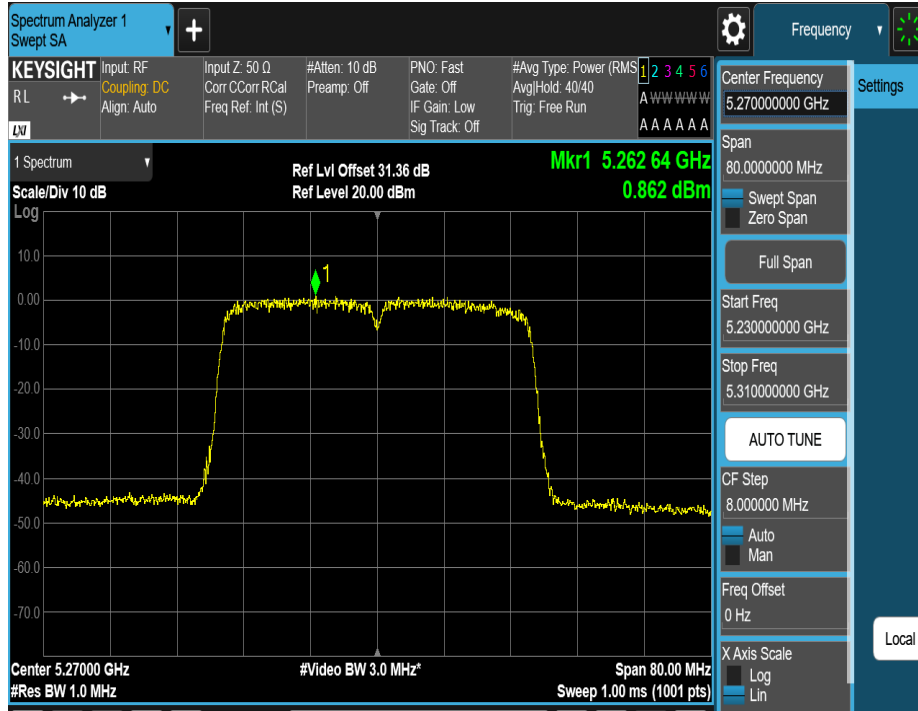 Spectrum Analyzer 1
Swept SA
+
Frequency
KEYSIGHT
R L
LXI
Input: RF
Coupling: DC
Align: Auto
Input Z: 50 Ω
Corr CCorr RCal
Freq Ref: Int (S)
#Atten: 10 dB
Preamp: Off
PNO: Fast
Gate: Off
IF Gain: Low
Sig Track: Off
#Avg Type: Power (RMS
Avg|Hold: 40/40
Trig: Free Run
1 2 3 4 5 6
A W W W W W
A A A A A A
1 Spectrum
Scale/Div 10 dB
Log
Ref Lvl Offset 31.36 dB
Ref Level 20.00 dBm
Mkr1 5.262 64 GHz
0.862 dBm
1
10.0
0.00
-10.0
-20.0
-30.0
-40.0
-50.0
-60.0
-70.0
Center 5.27000 GHz
#Res BW 1.0 MHz
#Video BW 3.0 MHz*
Span 80.00 MHz
Sweep 1.00 ms (1001 pts)
Center Frequency
5.270000000 GHz
Settings
Span
80.0000000 MHz
Swept Span
Zero Span
Full Span
Start Freq
5.230000000 GHz
Stop Freq
5.310000000 GHz
AUTO TUNE
CF Step
8.000000 MHz
Auto
Man
Freq Offset
0 Hz
Local
X Axis Scale
Log
Lin